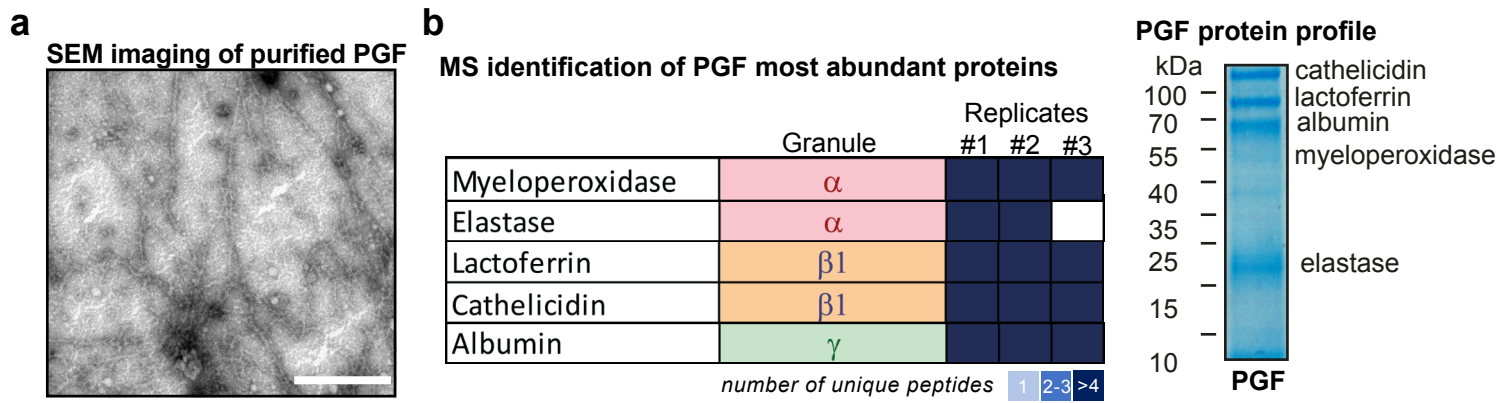 a
SEM imaging of purified PGF
b
MS identification of PGF most abundant proteins
Replicates
Granule #1 #2 #3
Myeloperoxidase α
Elastase α
Lactoferrin β1
Cathelicidin β1
Albumin γ
number of unique peptides 1 2-3 >4
PGF protein profile
kDa
cathelicidin
100
lactoferrin
70
albumin
55
myeloperoxidase
40
35
25
elastase
15
10
PGF